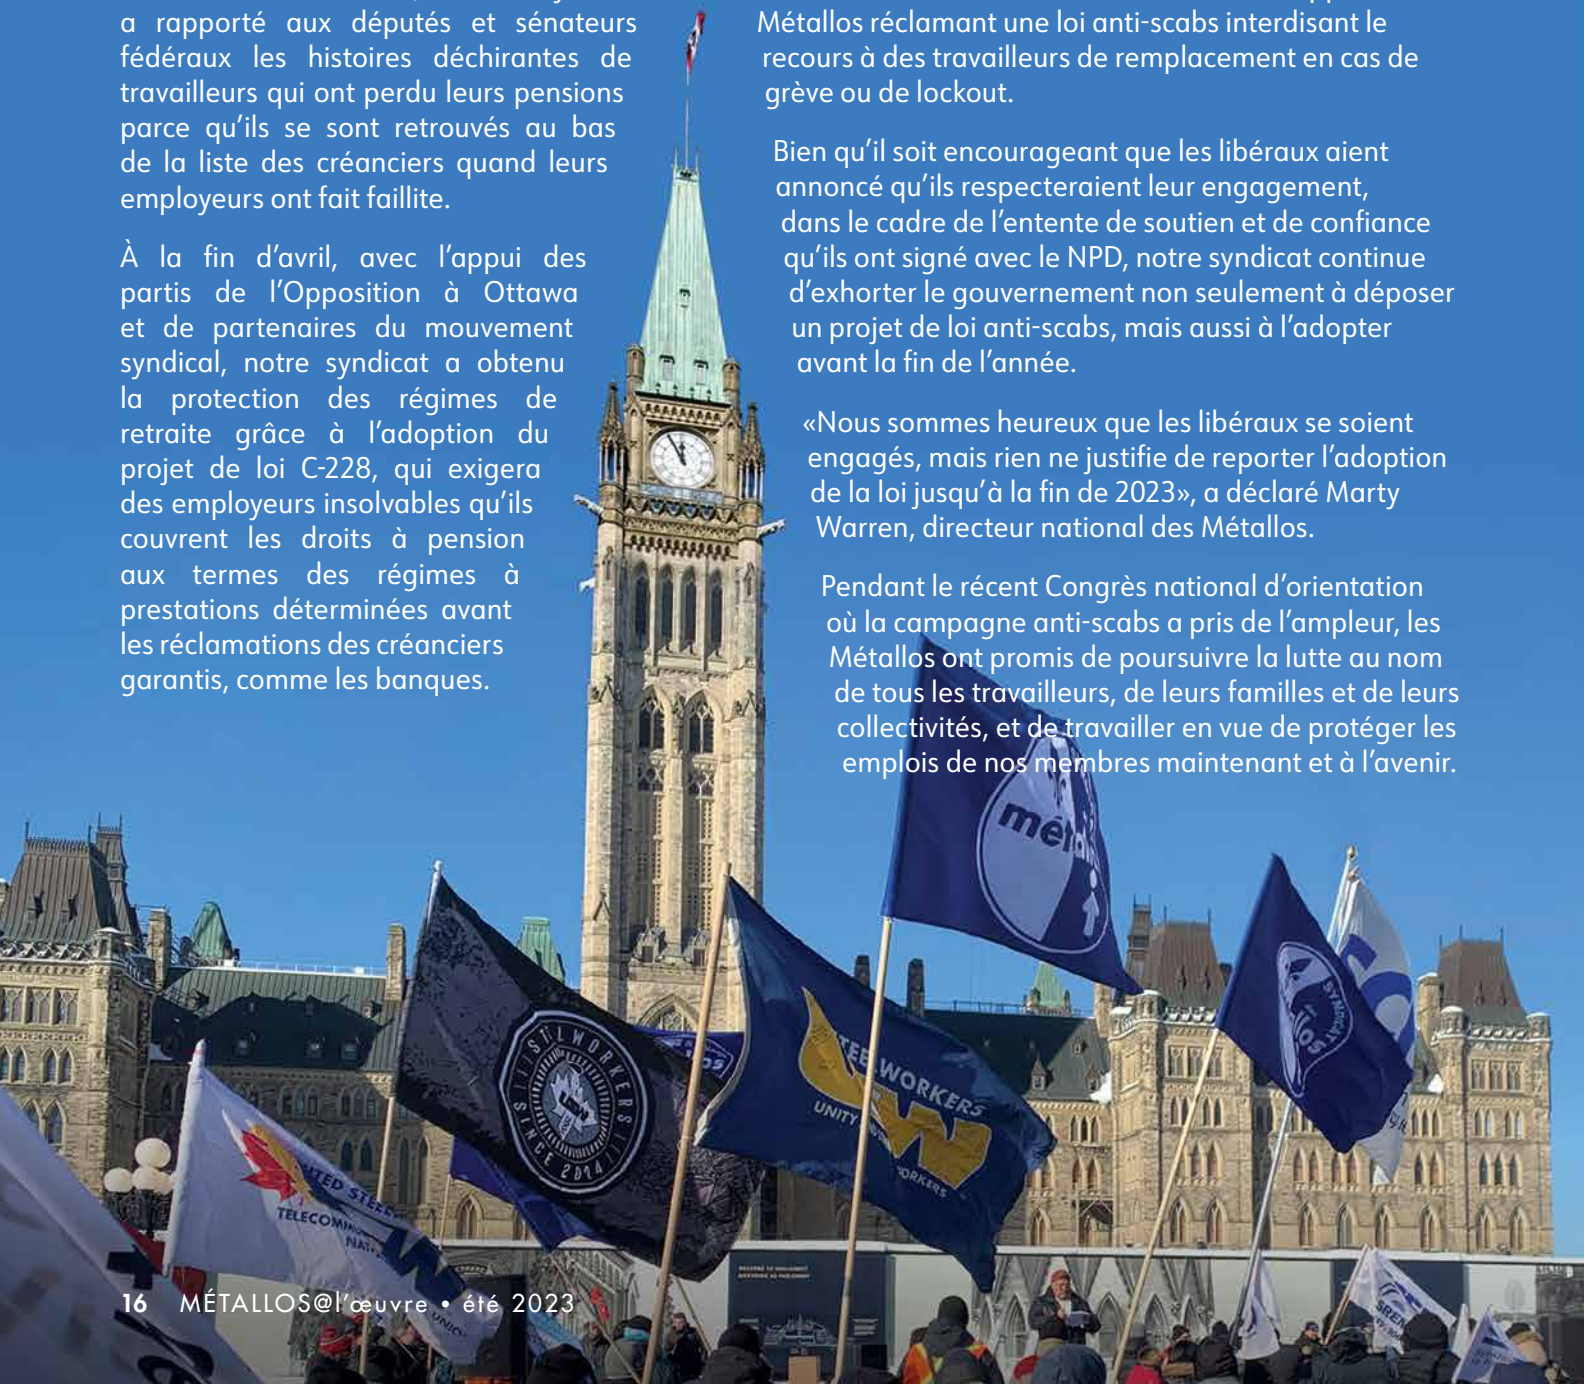 a rapporté aux députés et sénateurs
fédéraux les histoires déchirantes de
travailleurs qui ont perdu leurs pensions
parce qu’ils se sont retrouvés au bas
de la liste des créanciers quand leurs
employeurs ont fait faillite.
À la fin d’avril, avec l’appui des
partis de l’Opposition à Ottawa
et de partenaires du mouvement
syndical, notre syndicat a obtenu
la protection des régimes de
retraite grâce à l’adoption du
projet de loi C-228, qui exigera
des employeurs insolvables qu’ils
couvrent les droits à pension
aux termes des régimes à
prestations déterminées avant
les réclamations des créanciers
garantis, comme les banques.
Métallos réclamant une loi anti-scabs interdisant le
recours à des travailleurs de remplacement en cas de
grève ou de lockout.
Bien qu’il soit encourageant que les libéraux aient
annoncé qu’ils respecteraient leur engagement,
dans le cadre de l’entente de soutien et de confiance
qu’ils ont signé avec le NPD, notre syndicat continue
d’exhorter le gouvernement non seulement à déposer
un projet de loi anti-scabs, mais aussi à l’adopter
avant la fin de l’année.
«Nous sommes heureux que les libéraux se soient
engagés, mais rien ne justifie de reporter l’adoption
de la loi jusqu’à la fin de 2023», a déclaré Marty
Warren, directeur national des Métallos.
Pendant le récent Congrès national d’orientation
où la campagne anti-scabs a pris de l’ampleur, les
Métallos ont promis de poursuivre la lutte au nom
de tous les travailleurs, de leurs familles et de leurs
collectivités, et de travailler en vue de protéger les
emplois de nos membres maintenant et à l’avenir.
STEELWORKERS
SINCE 2014
WORKERS
UNITY
WORKERS
SYNDICAT
TELECOM
WELCOME TO PARLIAMENT
16 MÉTALLOS@l’œuvre • été 2023